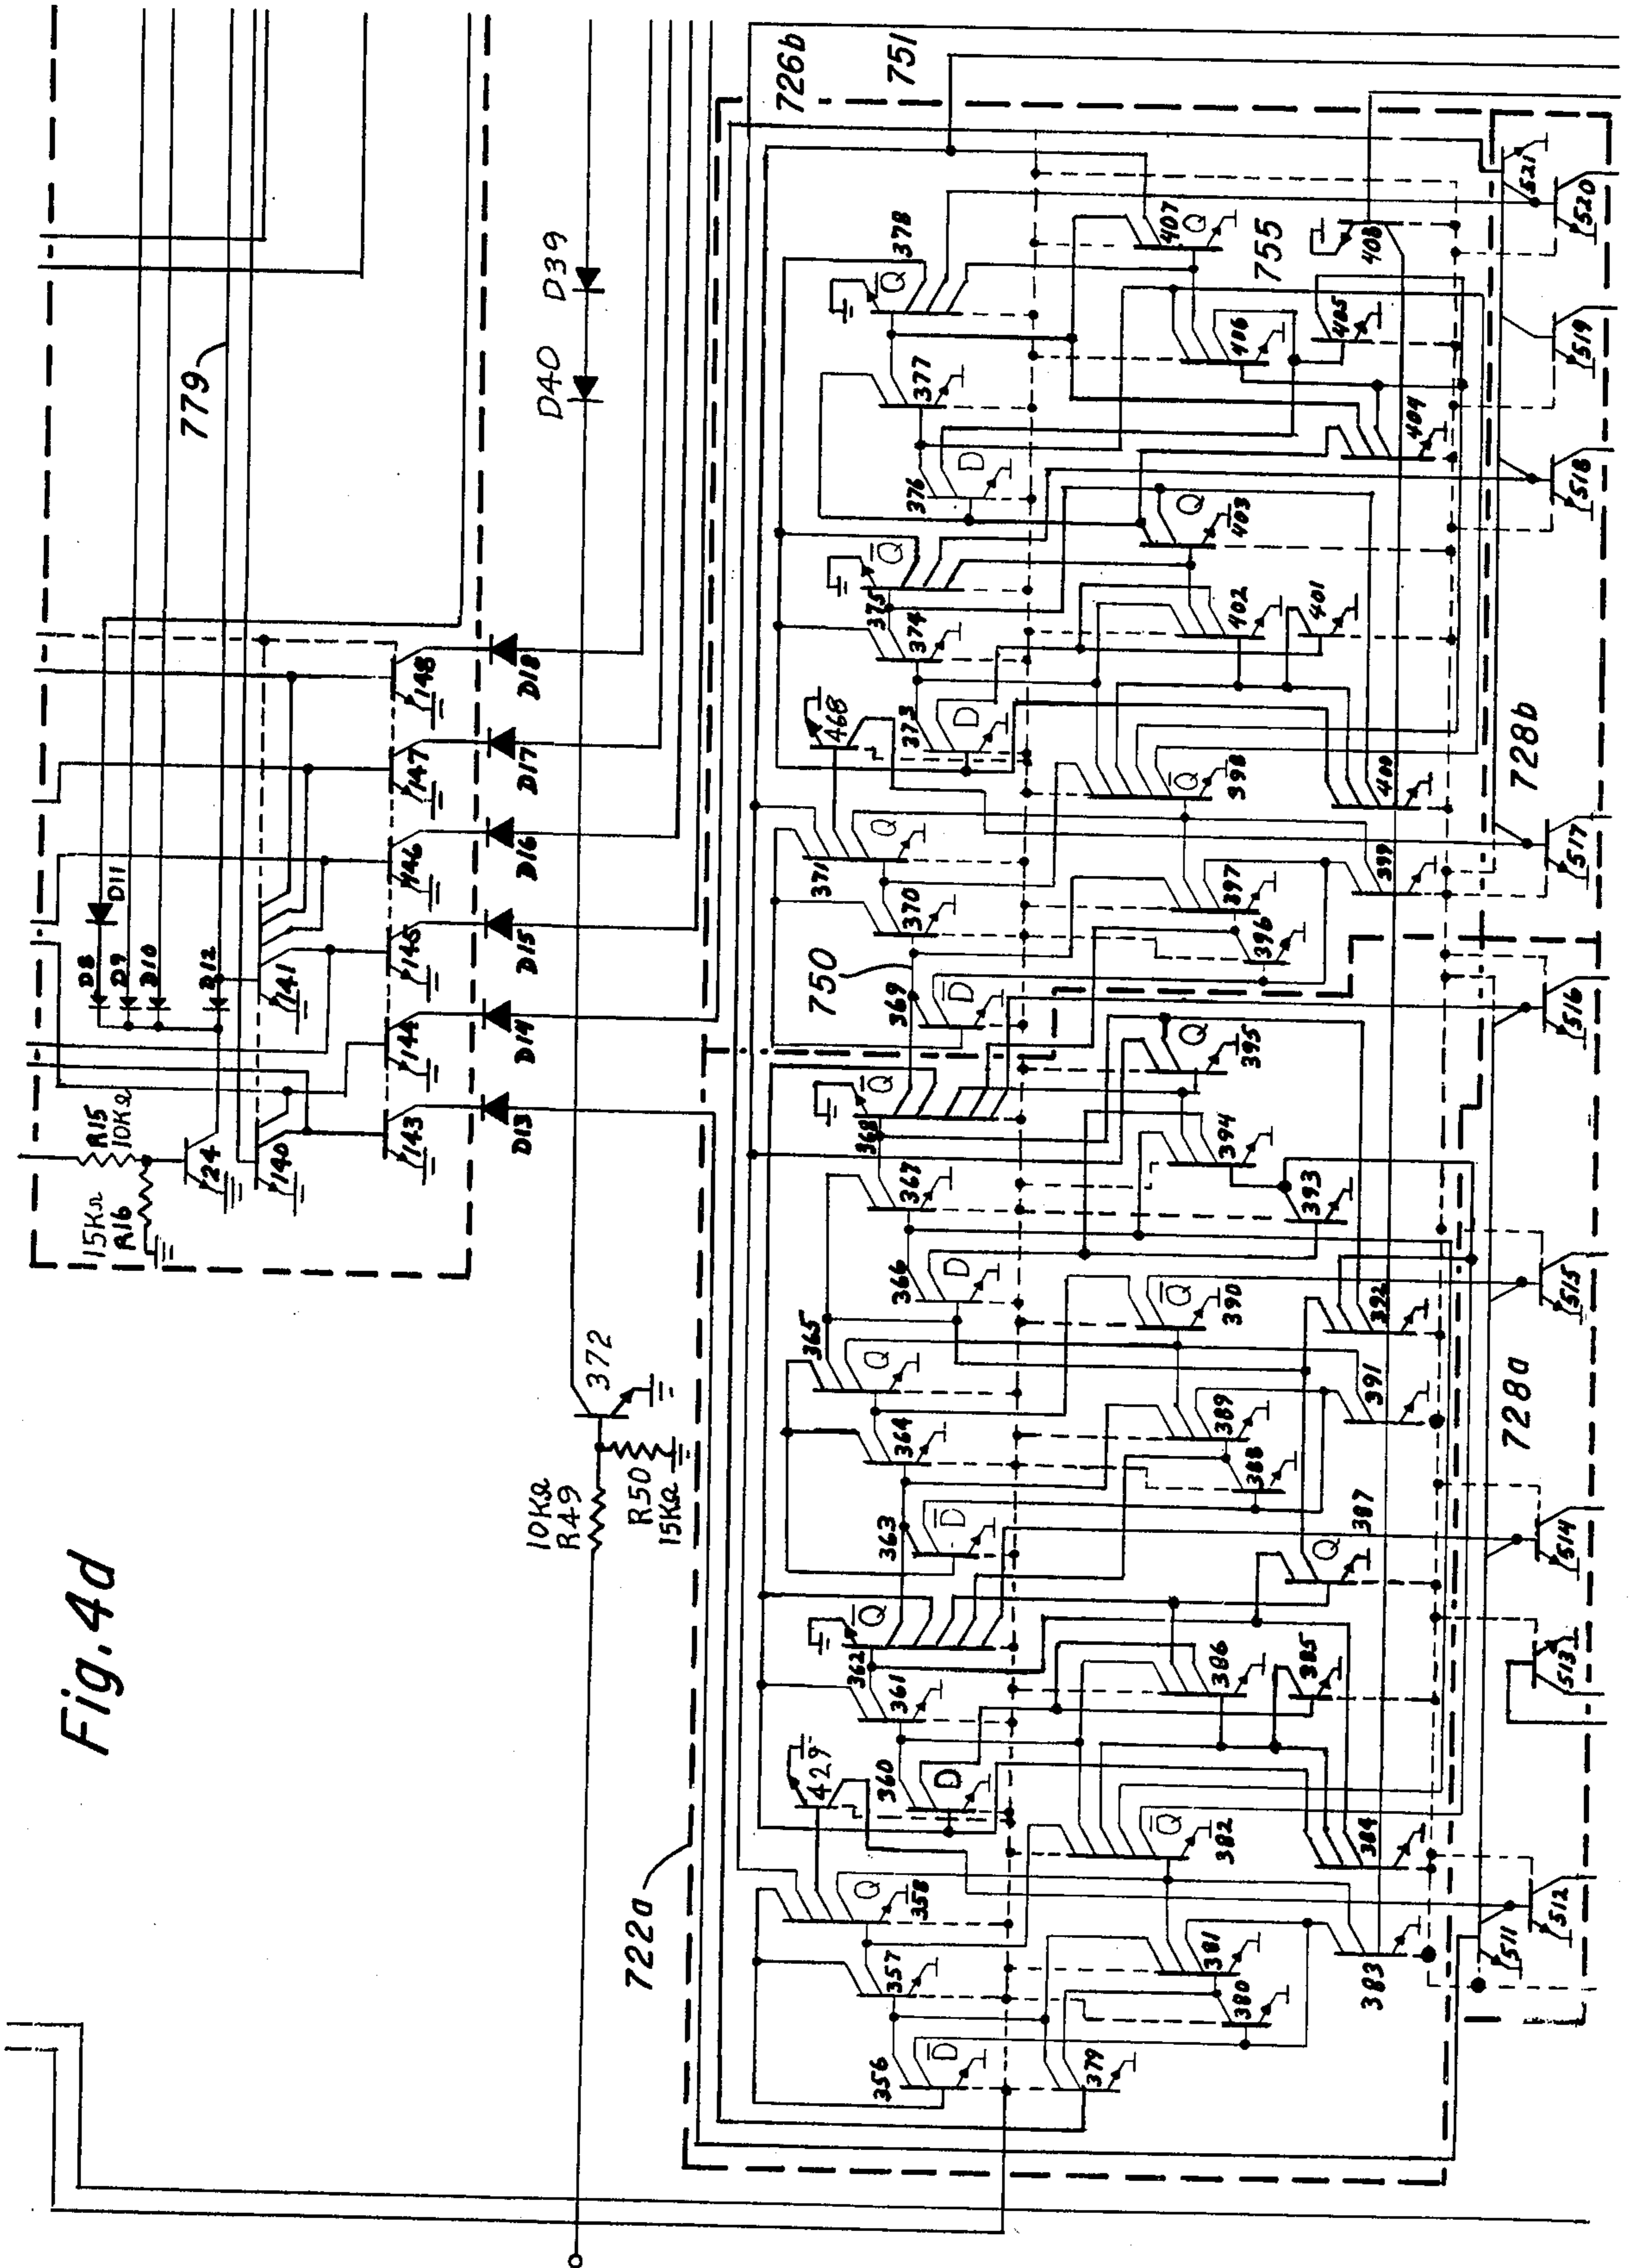 Fig.4d
779
D8
D9
D10
D11
D12
R15
10KΩ
15KΩ
R16
124
140
141
143
144
145
146
147
148
D13
D14
D15
D16
D17
D18
D40
D39
10KΩ
R49
R50
15KΩ
372
722a
726b
751
750
755
429
468
356
D̅
357
358
Q
360
D
361
362
Q̅
363
D̅
364
365
Q
366
D
367
368
Q̅
369
D̅
370
371
Q
373
D
374
375
Q̅
376
D
377
378
Q̅
379
380
381
382
Q̅
383
384
385
386
387
Q
388
389
390
Q̅
391
392
393
394
395
Q
396
397
398
Q̅
399
400
401
402
403
Q
404
405
406
407
Q
408
728a
728b
511
512
513
514
515
516
517
518
519
520
521